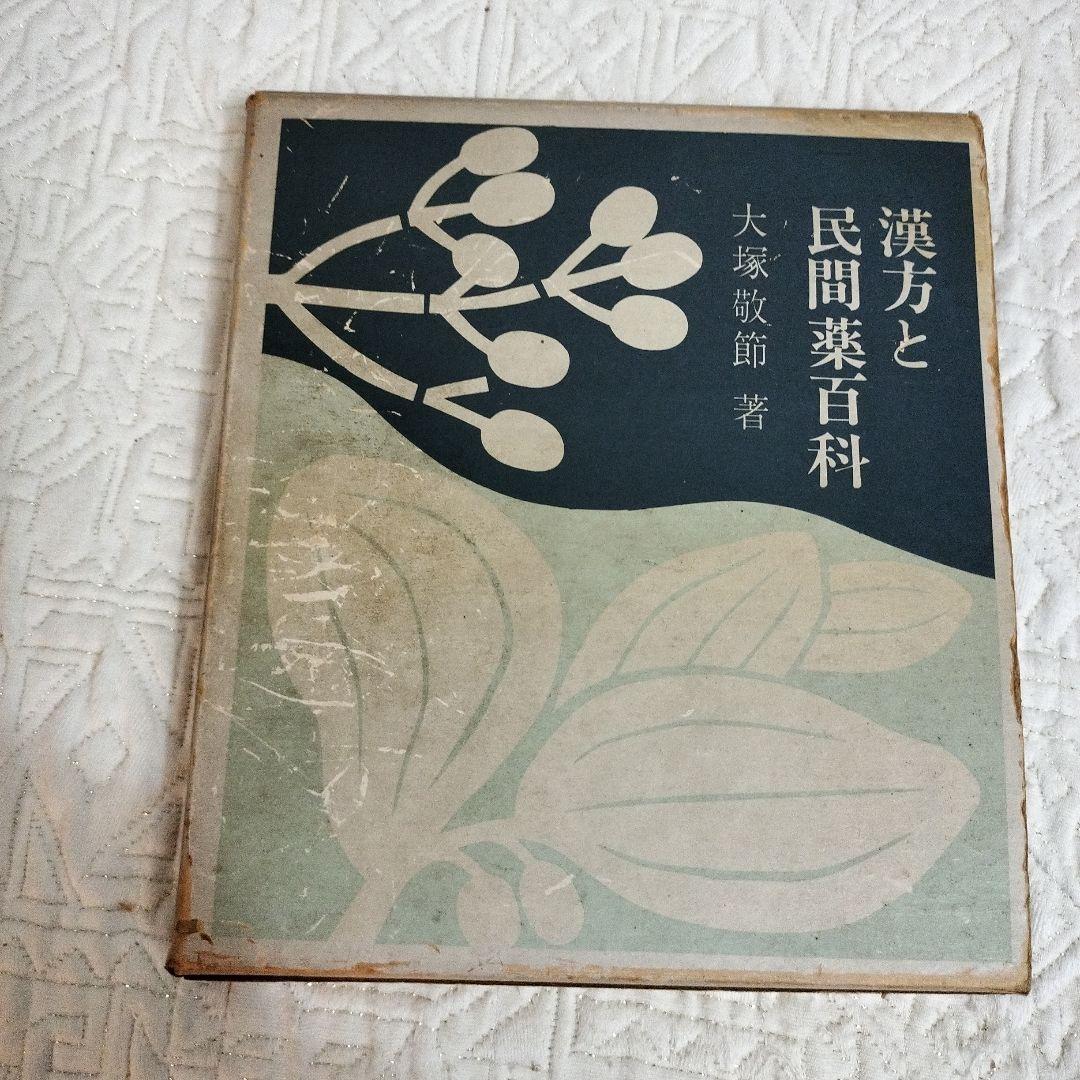 漢方と
民間薬百科
大塚敬節 著